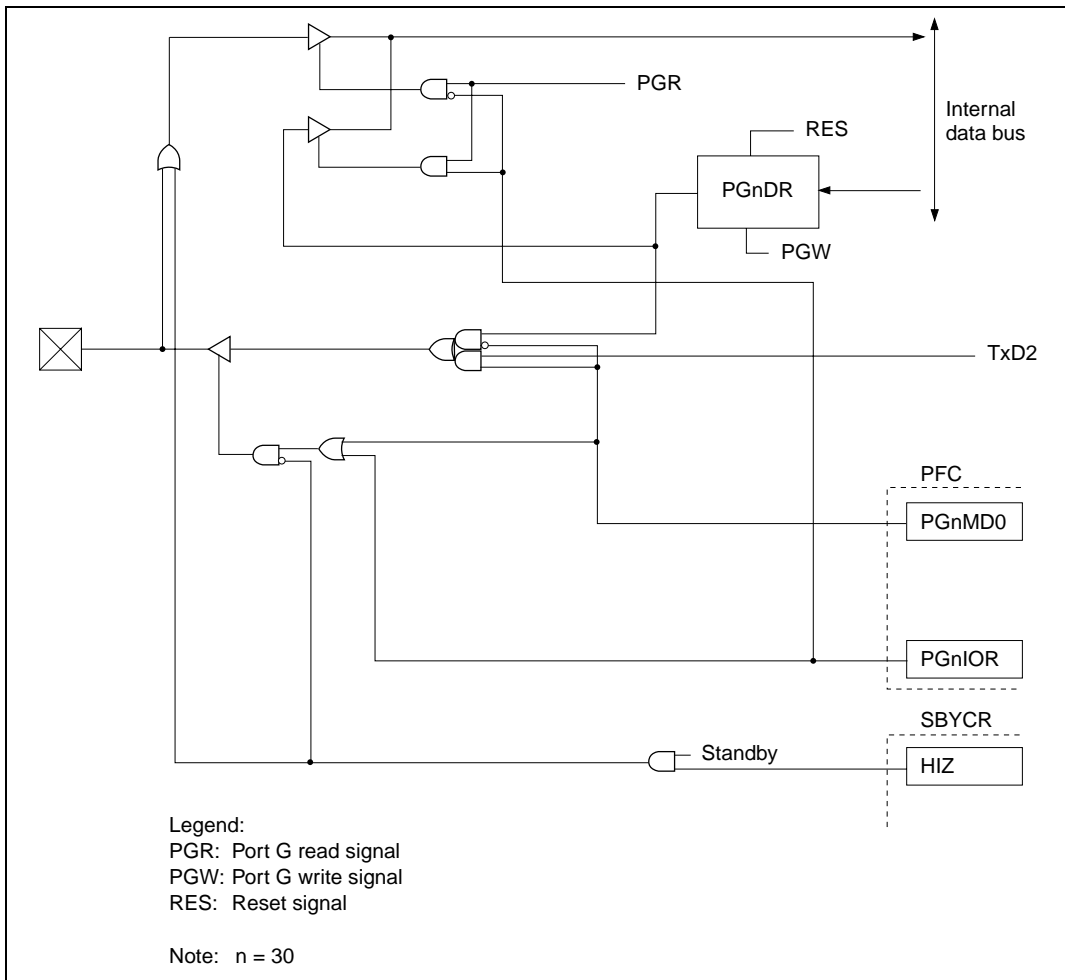 PGR
Internal
data bus
RES
PGnDR
PGW
TxD2
PFC
PGnMD0
PGnIOR
SBYCR
Standby
HIZ
Legend:
PGR: Port G read signal
PGW: Port G write signal
RES: Reset signal
Note: n = 30